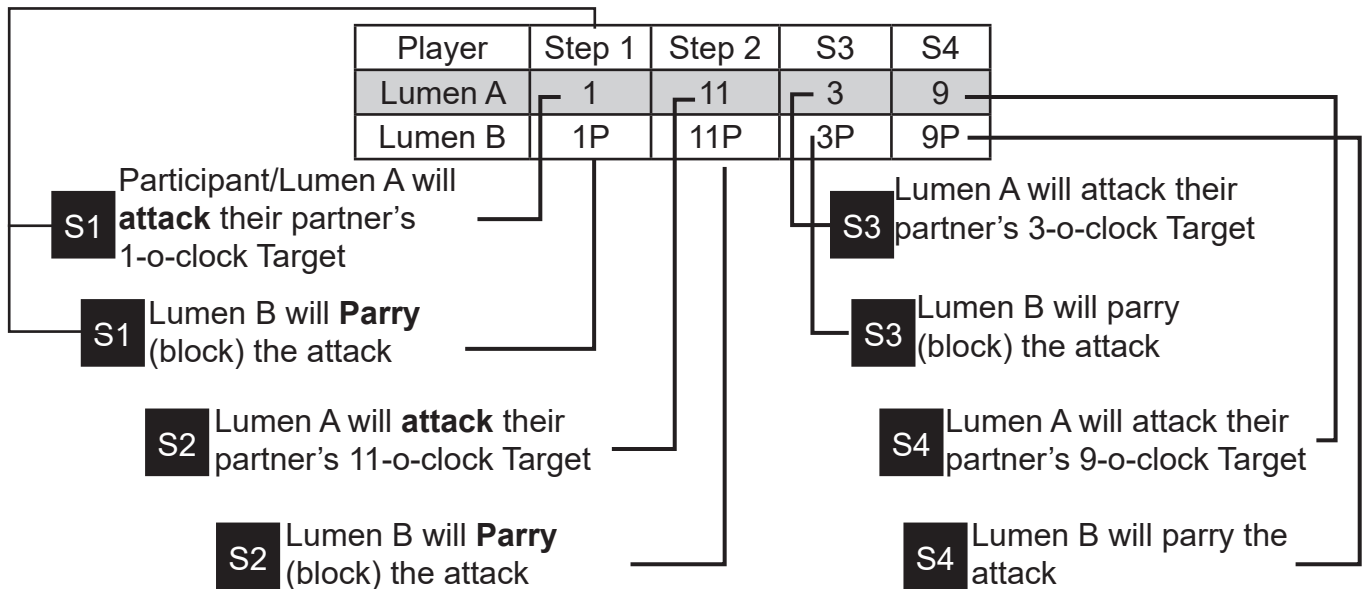 Player Step 1 Step 2 S3 S4
Lumen A 1 11 3 9
Lumen B 1P 11P 3P 9P
S1 Participant/Lumen A will
attack their partner's
1-o-clock Target
S1 Lumen B will Parry
(block) the attack
S2 Lumen A will attack their
partner's 11-o-clock Target
S2 Lumen B will Parry
(block) the attack
S3 Lumen A will attack their
partner's 3-o-clock Target
S3 Lumen B will parry
(block) the attack
S4 Lumen A will attack their
partner's 9-o-clock Target
S4 Lumen B will parry the
attack